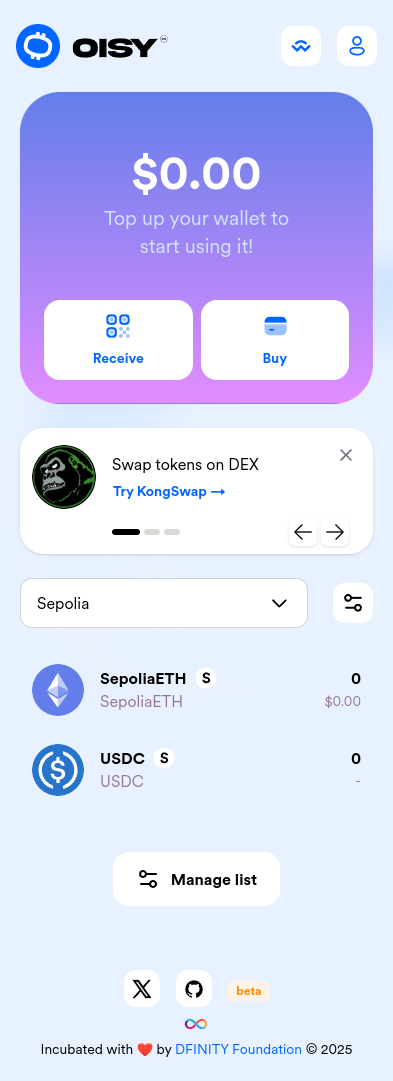 OISY
$0.00
Top up your wallet to
start using it!
Receive
Buy
Swap tokens on DEX
Try KongSwap →
Sepolia
SepoliaETH S
0
SepoliaETH
$0.00
USDC S
0
USDC
-
Manage list
beta
Incubated with ❤️ by DFINITY Foundation © 2025